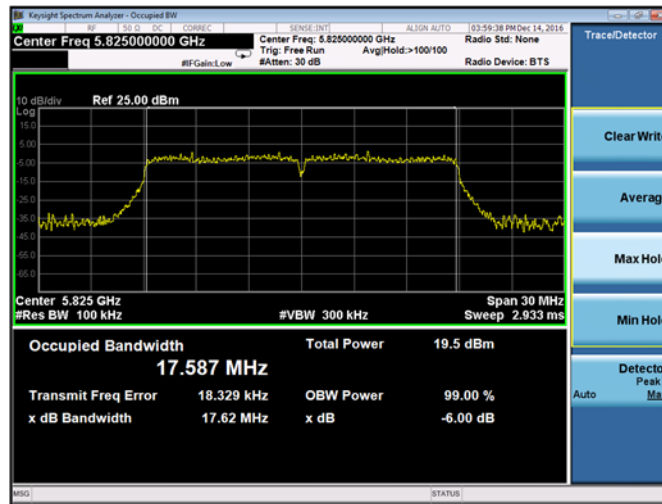 Keysight Spectrum Analyzer - Occupied BW
RF 50 Ω DC CORREC SENSE:INT ALIGN AUTO 03:59:38 PM Dec 14, 2016
Center Freq 5.825000000 GHz
Center Freq: 5.825000000 GHz
Radio Std: None
Trig: Free Run Avg|Hold:>100/100
#IFGain:Low
#Atten: 30 dB
Radio Device: BTS
Trace/Detector
10 dB/div Ref 25.00 dBm
Log
15.0
5.00
-5.00
-15.0
-25.0
-35.0
-45.0
-55.0
-65.0
Center 5.825 GHz Span 30 MHz
#Res BW 100 kHz #VBW 300 kHz Sweep 2.933 ms
Occupied Bandwidth Total Power 19.5 dBm
17.587 MHz
Transmit Freq Error 18.329 kHz OBW Power 99.00 %
x dB Bandwidth 17.62 MHz x dB -6.00 dB
Clear Write
Averag
Max Hol
Min Hol
Detecto
Peak
Auto Ma
MSG STATUS